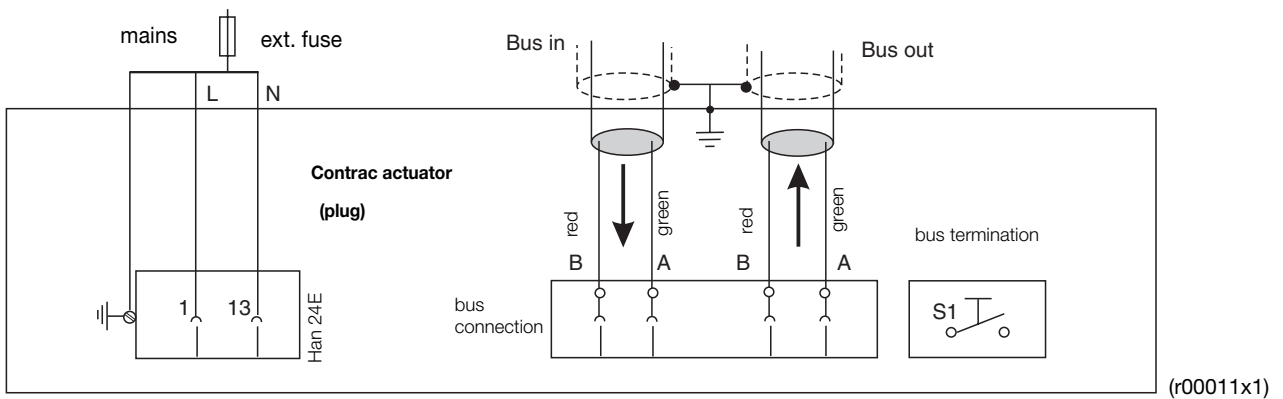 mains
ext. fuse
Bus in
Bus out
L
N
Contrac actuator
(plug)
red
green
red
green
bus termination
B
A
B
A
1
13
Han 24E
bus
connection
S1
(r00011x1)